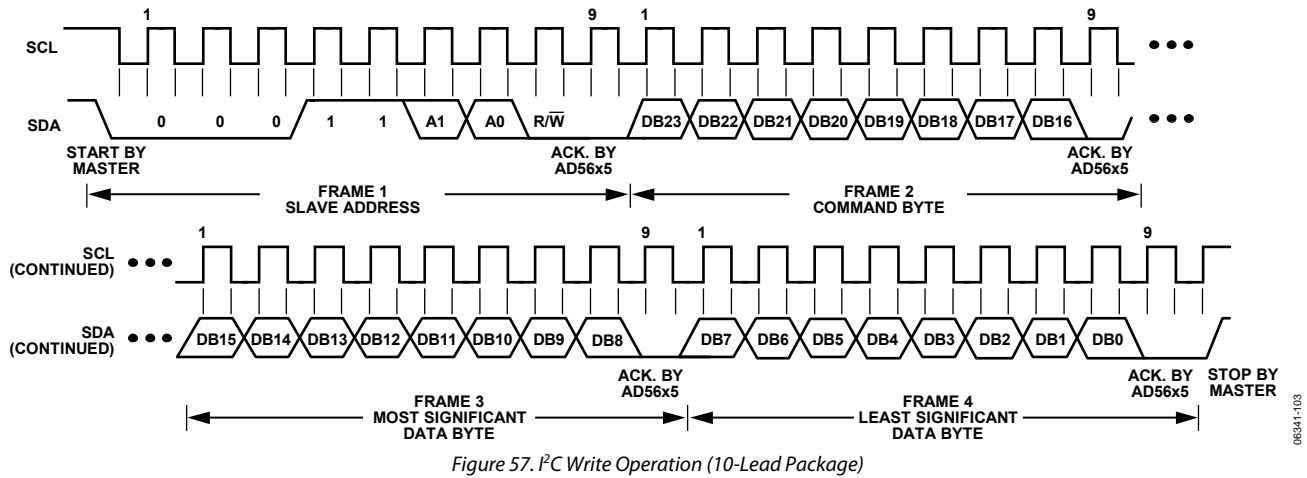 1 9 1 9
SCL
SDA
0 0 0 1 1 A1 A0 R/W̅ DB23 DB22 DB21 DB20 DB19 DB18 DB17 DB16
START BY
MASTER
ACK. BY
AD56x5
ACK. BY
AD56x5
FRAME 1
SLAVE ADDRESS
FRAME 2
COMMAND BYTE
1 9 1 9
SCL
(CONTINUED)
SDA
(CONTINUED)
DB15 DB14 DB13 DB12 DB11 DB10 DB9 DB8 DB7 DB6 DB5 DB4 DB3 DB2 DB1 DB0
ACK. BY
AD56x5
ACK. BY
AD56x5
STOP BY
MASTER
FRAME 3
MOST SIGNIFICANT
DATA BYTE
FRAME 4
LEAST SIGNIFICANT
DATA BYTE
06341-103
Figure 57. I²C Write Operation (10-Lead Package)